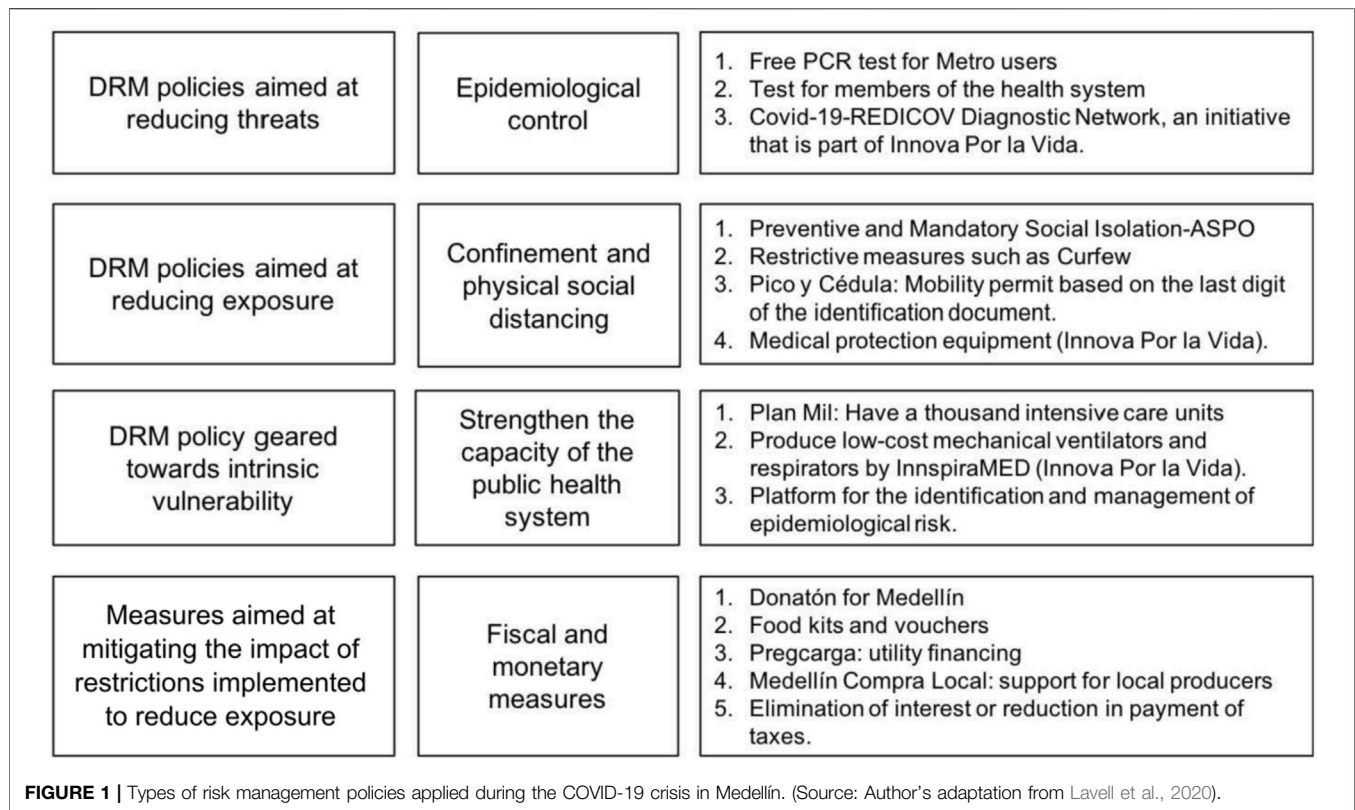 DRM policies aimed at
reducing threats
Epidemiological
control
1. Free PCR test for Metro users
2. Test for members of the health system
3. Covid-19-REDICOV Diagnostic Network, an initiative
that is part of Innova Por la Vida.
DRM policies aimed at
reducing exposure
Confinement and
physical social
distancing
1. Preventive and Mandatory Social Isolation-ASPO
2. Restrictive measures such as Curfew
3. Pico y Cédula: Mobility permit based on the last digit
of the identification document.
4. Medical protection equipment (Innova Por la Vida).
DRM policy geared
towards intrinsic
vulnerability
Strengthen the
capacity of the
public health
system
1. Plan Mil: Have a thousand intensive care units
2. Produce low-cost mechanical ventilators and
respirators by InnspiraMED (Innova Por la Vida).
3. Platform for the identification and management of
epidemiological risk.
Measures aimed at
mitigating the impact of
restrictions implemented
to reduce exposure
Fiscal and
monetary
measures
1. Donatón for Medellín
2. Food kits and vouchers
3. Pregcarga: utility financing
4. Medellín Compra Local: support for local producers
5. Elimination of interest or reduction in payment of
taxes.
FIGURE 1 | Types of risk management policies applied during the COVID-19 crisis in Medellín. (Source: Author's adaptation from Lavell et al., 2020).